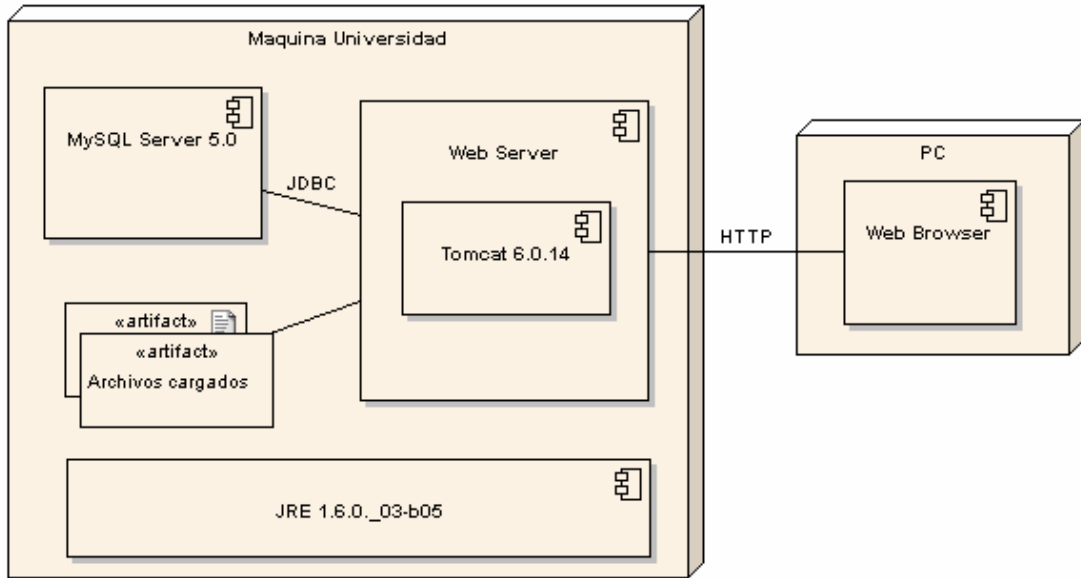 Maquina Universidad
MySQL Server 5.0
JDBC
Web Server
Tomcat 6.0.14
HTTP
PC
Web Browser
«artifact»
«artifact»
Archivos cargados
JRE 1.6.0._03-b05